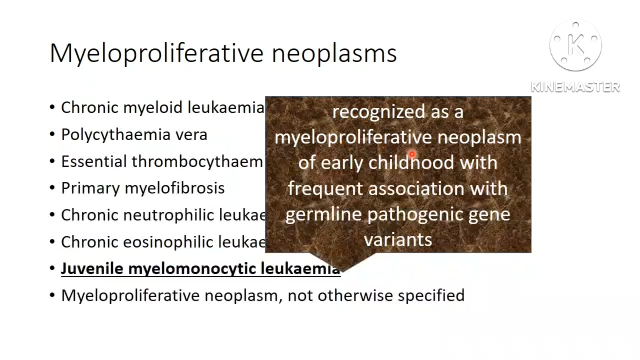 Myeloproliferative neoplasms
KINEMASTER
• Chronic myeloid leukaemia
• Polycythaemia vera
• Essential thrombocythaem
• Primary myelofibrosis
• Chronic neutrophilic leukae
• Chronic eosinophilic leukae
• Juvenile myelomonocytic leukaemia
• Myeloproliferative neoplasm, not otherwise specified
recognized as a
myeloproliferative neoplasm
of early childhood with
frequent association with
germline pathogenic gene
variants